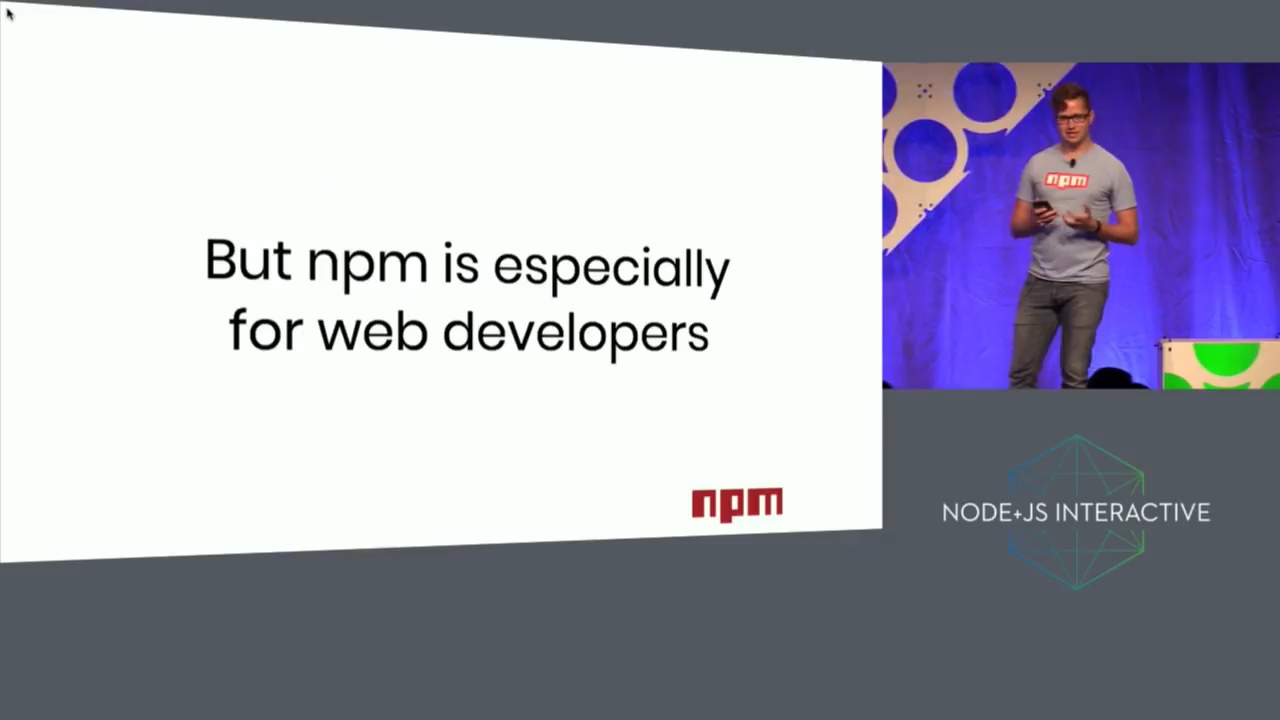 But npm is especially
for web developers
npm
npm
NODE+JS INTERACTIVE